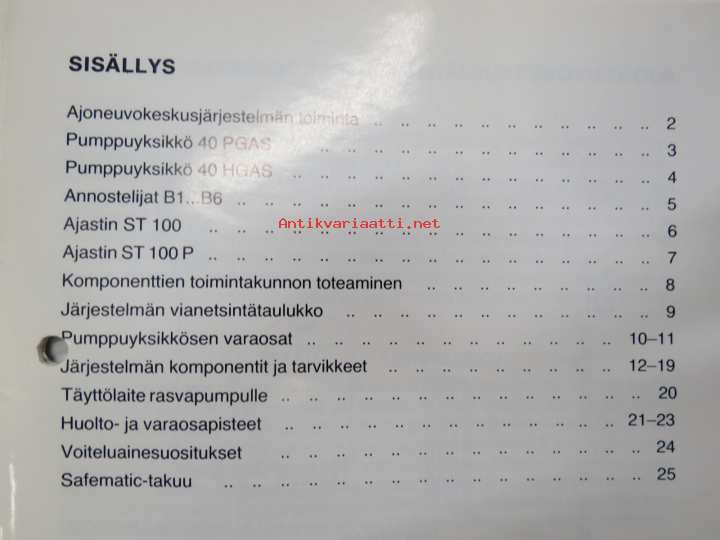 SISÄLLYS
Ajoneuvokeskusjärjestelmän toiminta .. .. .. .. .. .. .. .. .. .. .. 2
Pumppuyksikkö 40 PGAS .. .. .. .. .. .. .. .. .. .. .. .. .. 3
Pumppuyksikkö 40 HGAS .. .. .. .. .. .. .. .. .. .. .. .. .. .. 4
Annostelijat B1...B6 .. .. .. .. .. .. .. .. .. .. .. .. .. .. .. .. 5
Antikvariaatti.net
Ajastin ST 100 .. .. .. .. .. .. .. .. .. .. .. .. .. .. .. .. .. 6
Ajastin ST 100 P .. .. .. .. .. .. .. .. .. .. .. .. .. .. .. .. .. 7
Komponenttien toimintakunnon toteaminen .. .. .. .. .. .. .. .. .. 8
Järjestelmän vianetsintätaulukko .. .. .. .. .. .. .. .. .. .. .. .. 9
Pumppuyksikkösen varaosat .. .. .. .. .. .. .. .. .. .. .. .. 10–11
Järjestelmän komponentit ja tarvikkeet .. .. .. .. .. .. .. .. .. 12–19
Täyttölaite rasvapumpulle .. .. .. .. .. .. .. .. .. .. .. .. .. .. 20
Huolto- ja varaosapisteet .. .. .. .. .. .. .. .. .. .. .. .. .. 21–23
Voiteluainesuositukset .. .. .. .. .. .. .. .. .. .. .. .. .. .. 24
Safematic-takuu .. .. .. .. .. .. .. .. .. .. .. .. .. .. .. .. 25